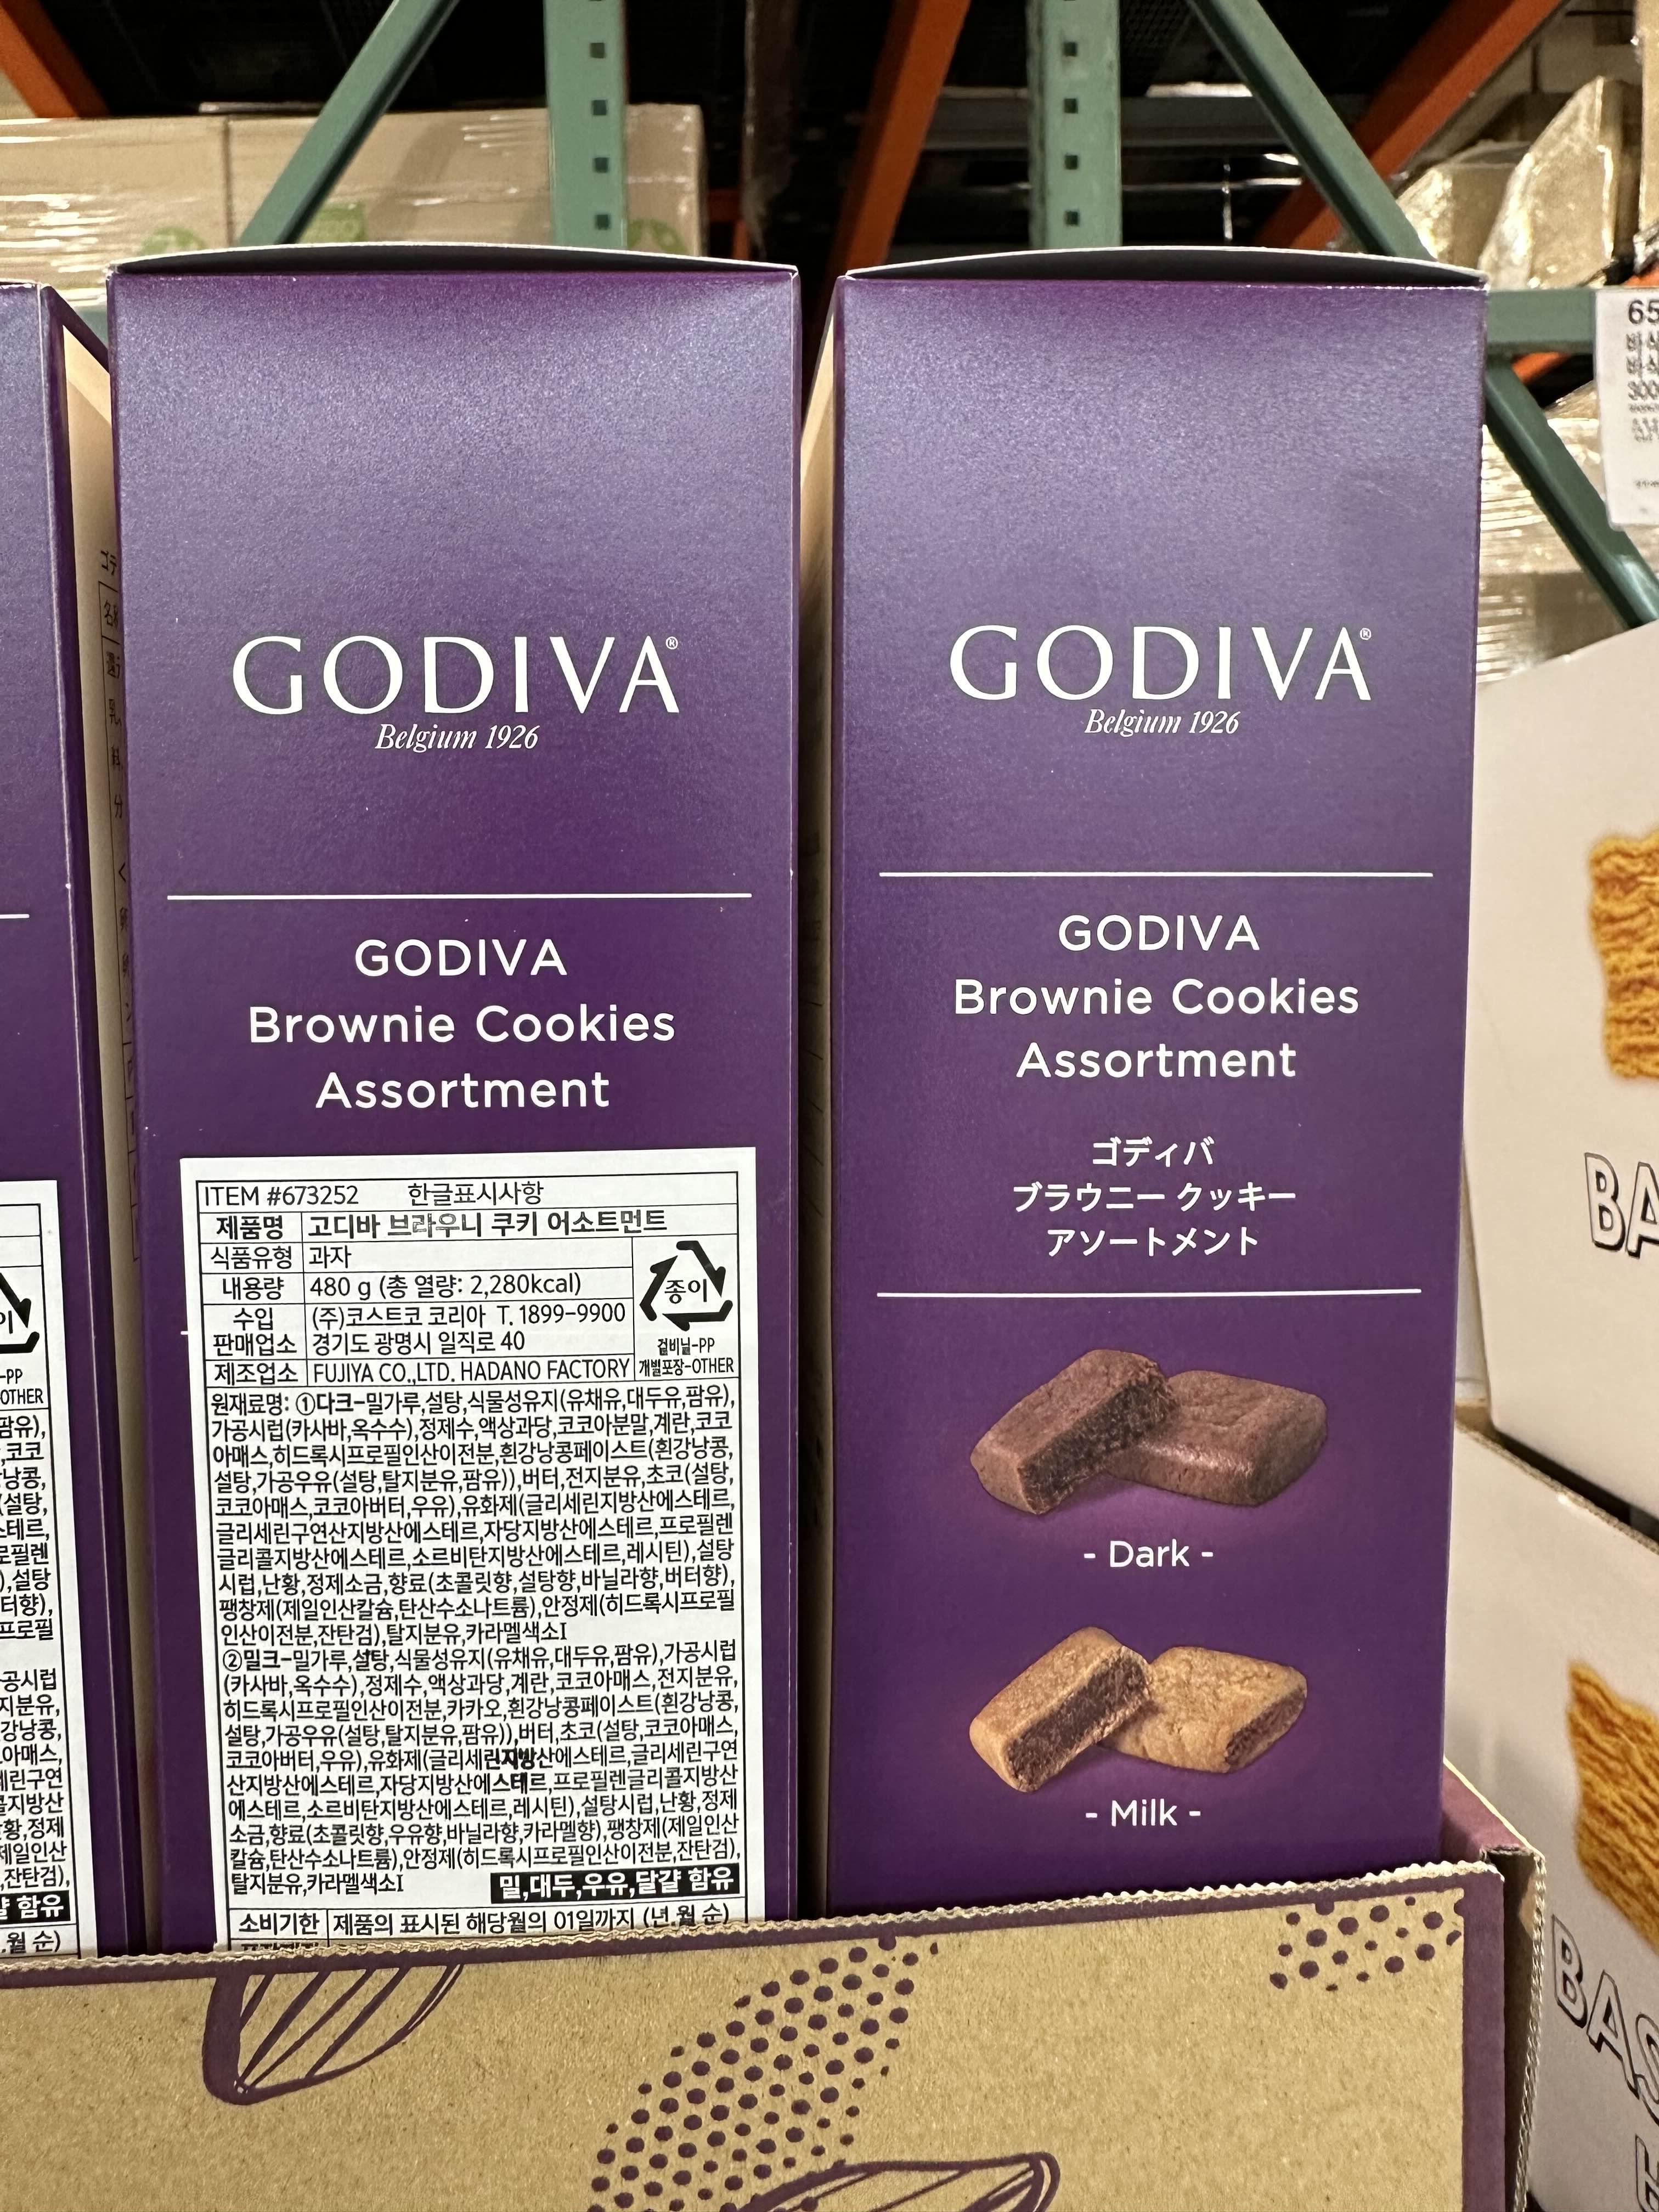 GODIVA®
Belgium 1926
GODIVA
Brownie Cookies
Assortment
ITEM #673252 한글표시사항
제품명 고디바 브라우니 쿠키 어소트먼트
식품유형 과자
내용량 480 g (총 열량: 2,280kcal)
수입 (주)코스트코 코리아 T. 1899-9900
판매업소 경기도 광명시 일직로 40
제조업소 FUJIYA CO.,LTD. HADANO FACTORY
종이
겉비닐-PP
개별포장-OTHER
원재료명: ①다크-밀가루,설탕,식물성유지(유채유,대두유,팜유),
가공시럽(카사바,옥수수),정제수,액상과당,코코아분말,계란,코코
아매스,히드록시프로필인산이전분,흰강낭콩페이스트(흰강낭콩,
설탕,가공우유(설탕,탈지분유,팜유)),버터,전지분유,초코(설탕,
코코아매스,코코아버터,우유),유화제(글리세린지방산에스테르,
글리세린구연산지방산에스테르,자당지방산에스테르,프로필렌
글리콜지방산에스테르,소르비탄지방산에스테르,레시틴),설탕
시럽,난황,정제소금,향료(초콜릿향,설탕향,바닐라향,버터향),
팽창제(제일인산칼슘,탄산수소나트륨),안정제(히드록시프로필
인산이전분,잔탄검),탈지분유,카라멜색소I
②밀크-밀가루,설탕,식물성유지(유채유,대두유,팜유),가공시럽
(카사바,옥수수),정제수,액상과당,계란,코코아매스,전지분유,
히드록시프로필인산이전분,카카오,흰강낭콩페이스트(흰강낭콩,
설탕,가공우유(설탕,탈지분유,팜유)),버터,초코(설탕,코코아매스,
코코아버터,우유),유화제(글리세린지방산에스테르,글리세린구연
산지방산에스테르,자당지방산에스테르,프로필렌글리콜지방산
에스테르,소르비탄지방산에스테르,레시틴),설탕시럽,난황,정제
소금,향료(초콜릿향,우유향,바닐라향,카라멜향),팽창제(제일인산
칼슘,탄산수소나트륨),안정제(히드록시프로필인산이전분,잔탄검),
탈지분유,카라멜색소I 밀,대두,우유,달걀 함유
소비기한 제품의 표시된 해당월의 01일까지 (년,월 순)
GODIVA®
Belgium 1926
GODIVA
Brownie Cookies
Assortment
ゴディバ
ブラウニー クッキー
アソートメント
- Dark -
- Milk -